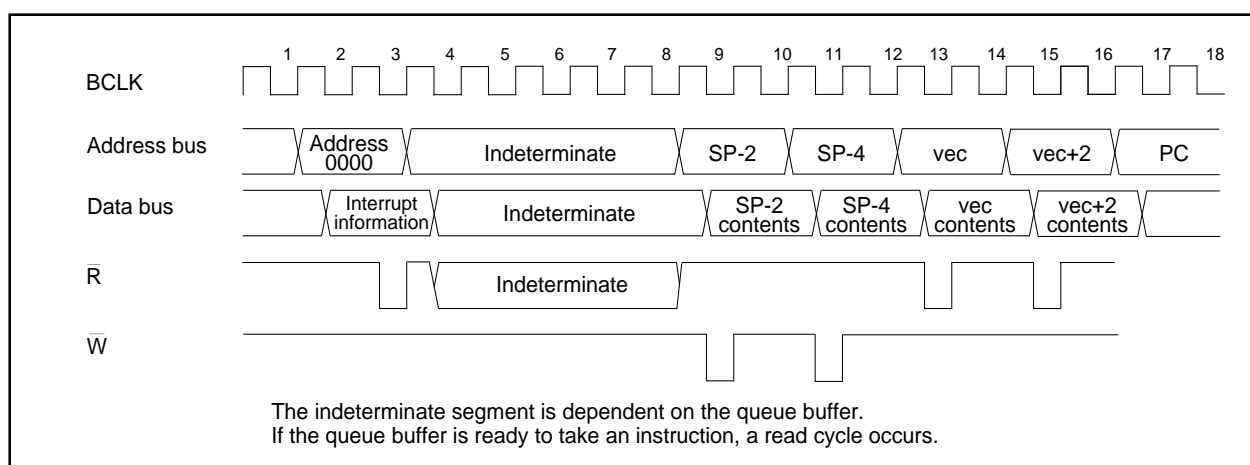 1 2 3 4 5 6 7 8 9 10 11 12 13 14 15 16 17 18
BCLK
Address bus
Address
0000
Indeterminate
SP-2
SP-4
vec
vec+2
PC
Data bus
Interrupt
information
Indeterminate
SP-2
contents
SP-4
contents
vec
contents
vec+2
contents
R̅
Indeterminate
W̅
The indeterminate segment is dependent on the queue buffer.
If the queue buffer is ready to take an instruction, a read cycle occurs.